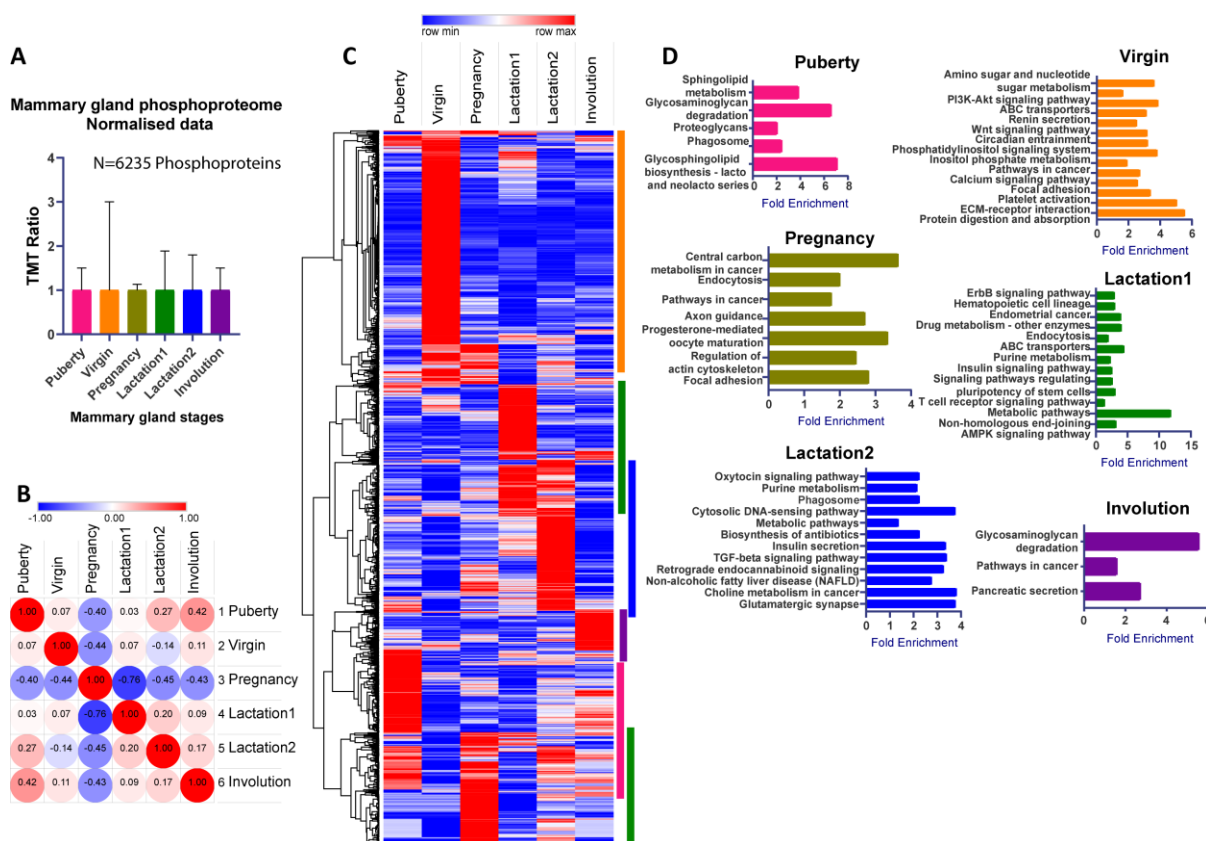 A
Mammary gland phosphoproteome
Normalised data
N=6235 Phosphoproteins
TMT Ratio
4
3
2
1
0
Puberty
Virgin
Pregnancy
Lactation1
Lactation2
Involution
Mammary gland stages
B
-1.00 0.00 1.00
Puberty
Virgin
Pregnancy
Lactation1
Lactation2
Involution
1.00 0.07 -0.40 0.03 0.27 0.42 1 Puberty
0.07 1.00 -0.44 0.07 -0.14 0.11 2 Virgin
-0.40 -0.44 1.00 -0.76 -0.45 -0.43 3 Pregnancy
0.03 0.07 -0.76 1.00 0.20 0.09 4 Lactation1
0.27 -0.14 -0.45 0.20 1.00 0.17 5 Lactation2
0.42 0.11 -0.43 0.09 0.17 1.00 6 Involution
C
row min row max
Puberty
Virgin
Pregnancy
Lactation1
Lactation2
Involution
D
Puberty
Sphingolipid
metabolism
Glycosaminoglycan
degradation
Proteoglycans
Phagosome
Glycosphingolipid
biosynthesis - lacto
and neolacto series
0 2 4 6 8
Fold Enrichment
Virgin
Amino sugar and nucleotide
sugar metabolism
PI3K-Akt signaling pathway
ABC transporters
Renin secretion
Wnt signaling pathway
Circadian entrainment
Phosphatidylinositol signaling system
Inositol phosphate metabolism
Pathways in cancer
Calcium signaling pathway
Focal adhesion
Platelet activation
ECM-receptor interaction
Protein digestion and absorption
0 2 4 6
Fold Enrichment
Pregnancy
Central carbon
metabolism in cancer
Endocytosis
Pathways in cancer
Axon guidance
Progesterone-mediated
oocyte maturation
Regulation of
actin cytoskeleton
Focal adhesion
0 1 2 3 4
Fold Enrichment
Lactation1
ErbB signaling pathway
Hematopoietic cell lineage
Endometrial cancer
Drug metabolism - other enzymes
Endocytosis
ABC transporters
Purine metabolism
Insulin signaling pathway
Signaling pathways regulating
pluripotency of stem cells
T cell receptor signaling pathway
Metabolic pathways
Non-homologous end-joining
AMPK signaling pathway
0 5 10 15
Fold Enrichment
Lactation2
Oxytocin signaling pathway
Purine metabolism
Phagosome
Cytosolic DNA-sensing pathway
Metabolic pathways
Biosynthesis of antibiotics
Insulin secretion
TGF-beta signaling pathway
Retrograde endocannabinoid signaling
Non-alcoholic fatty liver disease (NAFLD)
Choline metabolism in cancer
Glutamatergic synapse
0 1 2 3 4
Fold Enrichment
Involution
Glycosaminoglycan
degradation
Pathways in cancer
Pancreatic secretion
0 2 4 6
Fold Enrichment